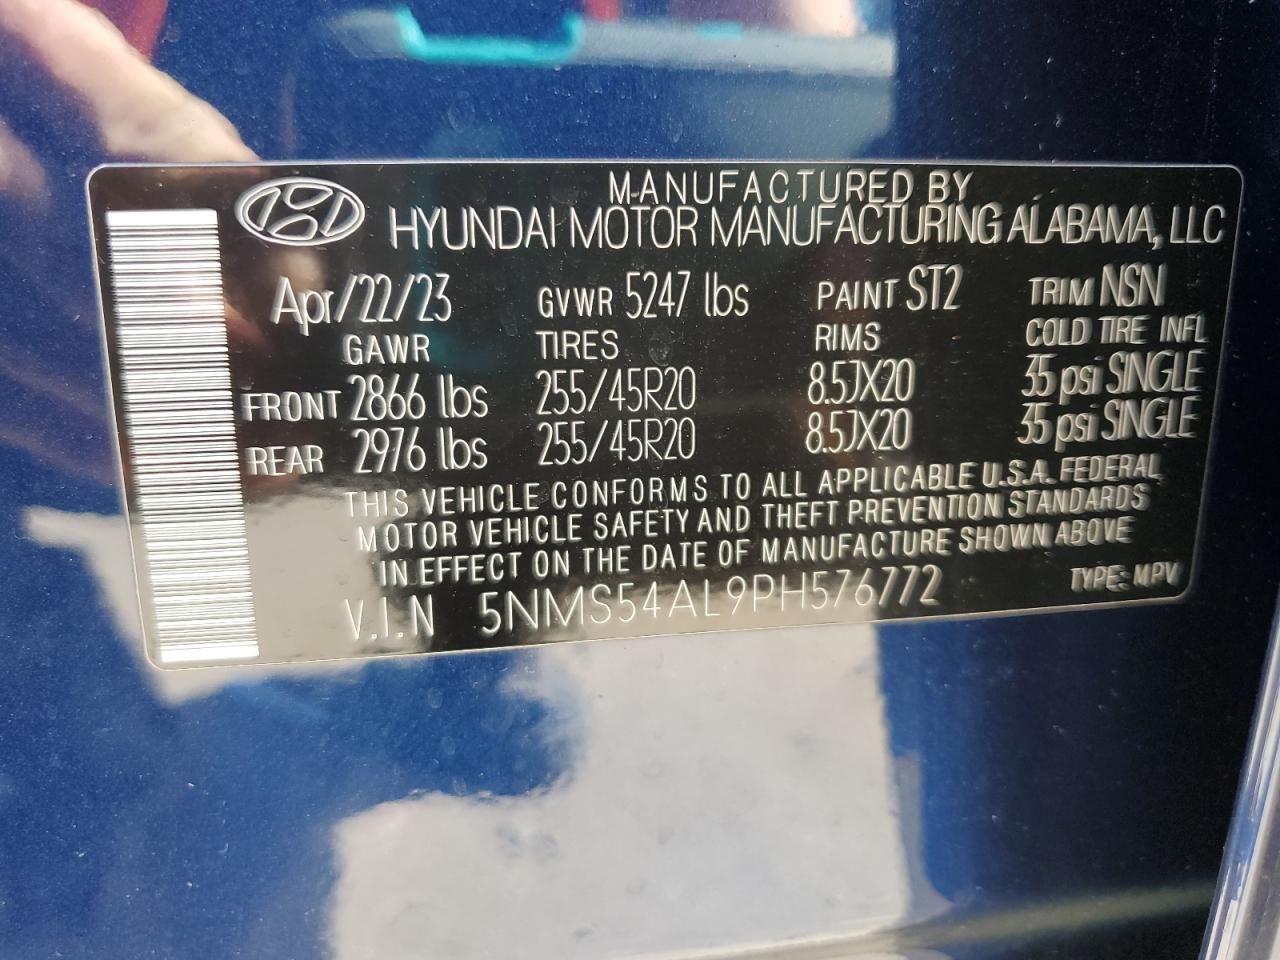 MANUFACTURED BY
HYUNDAI MOTOR MANUFACTURING ALABAMA, LLC
Apr/22/23 GVWR 5247 lbs PAINT ST2 TRIM NSN
GAWR TIRES RIMS COLD TIRE INFL
FRONT 2866 lbs 255/45R20 8.5JX20 35 psi SINGLE
REAR 2976 lbs 255/45R20 8.5JX20 35 psi SINGLE
THIS VEHICLE CONFORMS TO ALL APPLICABLE U.S.A. FEDERAL
MOTOR VEHICLE SAFETY AND THEFT PREVENTION STANDARDS
IN EFFECT ON THE DATE OF MANUFACTURE SHOWN ABOVE
V.I.N 5NMS54AL9PH576772 TYPE: MPV